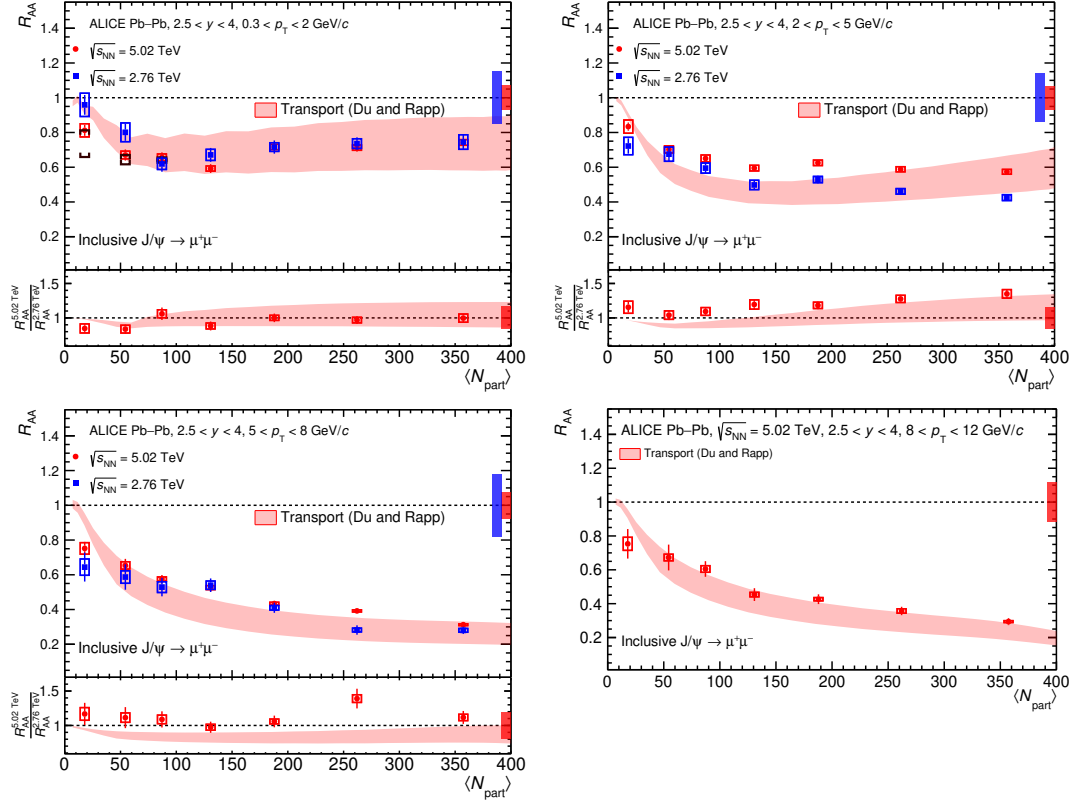 R_AA
ALICE Pb–Pb, 2.5 < y < 4, 0.3 < p_T < 2 GeV/c
√s_NN = 5.02 TeV
√s_NN = 2.76 TeV
Transport (Du and Rapp)
Inclusive J/ψ → μ⁺μ⁻
1.4
1.2
1
0.8
0.6
0.4
0.2
R_AA^5.02 TeV
R_AA^2.76 TeV
1.5
1
0 50 100 150 200 250 300 350 400
⟨N_part⟩
R_AA
ALICE Pb–Pb, 2.5 < y < 4, 2 < p_T < 5 GeV/c
√s_NN = 5.02 TeV
√s_NN = 2.76 TeV
Transport (Du and Rapp)
Inclusive J/ψ → μ⁺μ⁻
1.4
1.2
1
0.8
0.6
0.4
0.2
R_AA^5.02 TeV
R_AA^2.76 TeV
1.5
1
0 50 100 150 200 250 300 350 400
⟨N_part⟩
R_AA
ALICE Pb–Pb, 2.5 < y < 4, 5 < p_T < 8 GeV/c
√s_NN = 5.02 TeV
√s_NN = 2.76 TeV
Transport (Du and Rapp)
Inclusive J/ψ → μ⁺μ⁻
1.4
1.2
1
0.8
0.6
0.4
0.2
R_AA^5.02 TeV
R_AA^2.76 TeV
1.5
1
0 50 100 150 200 250 300 350 400
⟨N_part⟩
R_AA
ALICE Pb–Pb, √s_NN = 5.02 TeV, 2.5 < y < 4, 8 < p_T < 12 GeV/c
Transport (Du and Rapp)
Inclusive J/ψ → μ⁺μ⁻
1.4
1.2
1
0.8
0.6
0.4
0.2
0 50 100 150 200 250 300 350 400
⟨N_part⟩